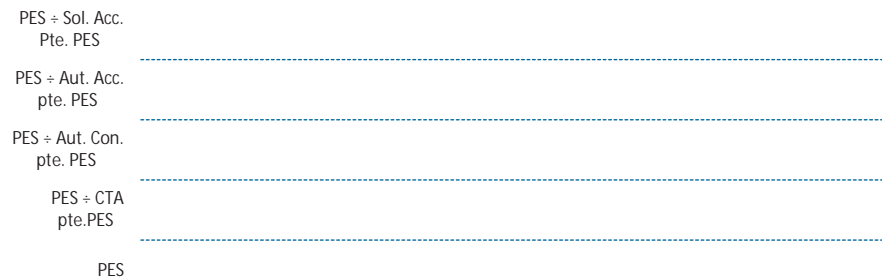 PES ÷ Sol. Acc.
Pte. PES
PES ÷ Aut. Acc.
pte. PES
PES ÷ Aut. Con.
pte. PES
PES ÷ CTA
pte.PES
PES